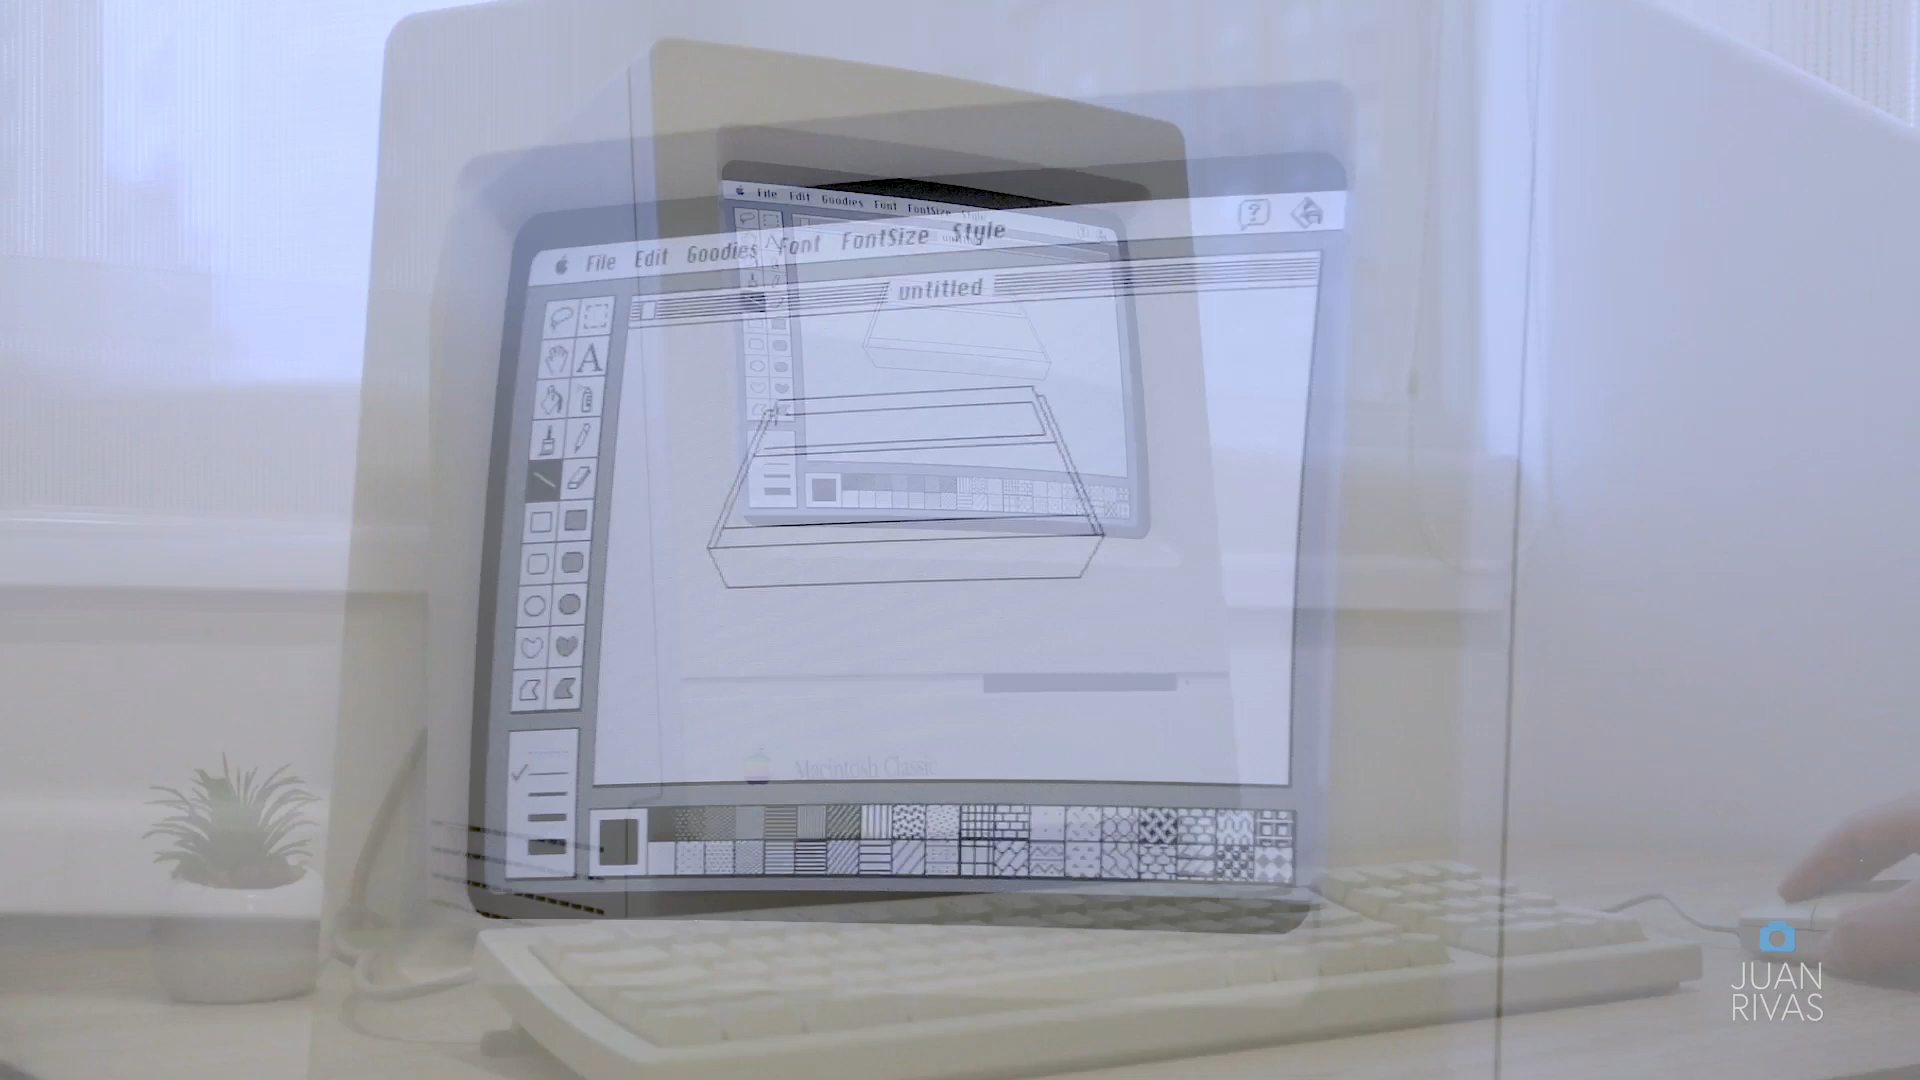 File Edit Goodies Font FontSize Style
File Edit Goodies Font FontSize Style
untitled
A
Macintosh Classic
JUAN
RIVAS